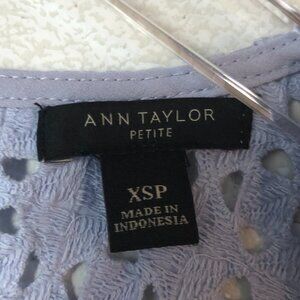 ANN TAYLOR
PETITE
XSP
MADE IN
INDONESIA